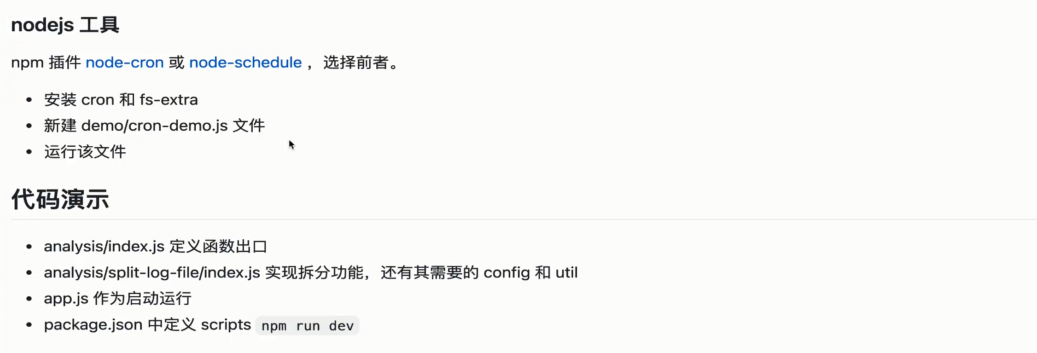 nodejs 工具
npm 插件 node-cron 或 node-schedule ，选择前者。
安装 cron 和 fs-extra
新建 demo/cron-demo.js 文件
运行该文件
代码演示
analysis/index.js 定义函数出口
analysis/split-log-file/index.js 实现拆分功能，还有其需要的 config 和 util
app.js 作为启动运行
package.json 中定义 scripts npm run dev